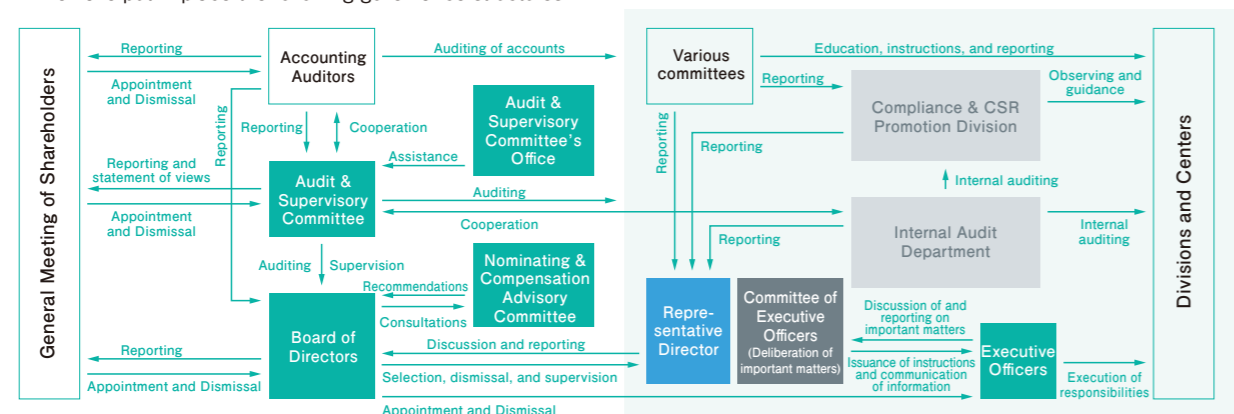 General Meeting of Shareholders
Reporting
Appointment
and Dismissal
Accounting
Auditors
Auditing of accounts
Reporting
Reporting
Cooperation
Audit &
Supervisory
Committee's
Office
Assistance
Reporting and
statement of views
Appointment
and Dismissal
Audit &
Supervisory
Committee
Auditing
Cooperation
Auditing
Supervision
Nominating &
Compensation
Advisory
Committee
Recommendations
Consultations
Board of
Directors
Reporting
Appointment and Dismissal
Discussion and reporting
Selection, dismissal, and supervision
Appointment and Dismissal
Various
committees
Education, instructions, and reporting
Reporting
Reporting
Compliance & CSR
Promotion Division
Observing and
guidance
Reporting
Internal auditing
Internal Audit
Department
Internal
auditing
Reporting
Repre-
sentative
Director
Committee of
Executive
Officers
(Deliberation of
important matters)
Discussion of and
reporting on
important matters
Issuance of instructions
and communication
of information
Executive
Officers
Execution of
responsibilities
Divisions and Centers